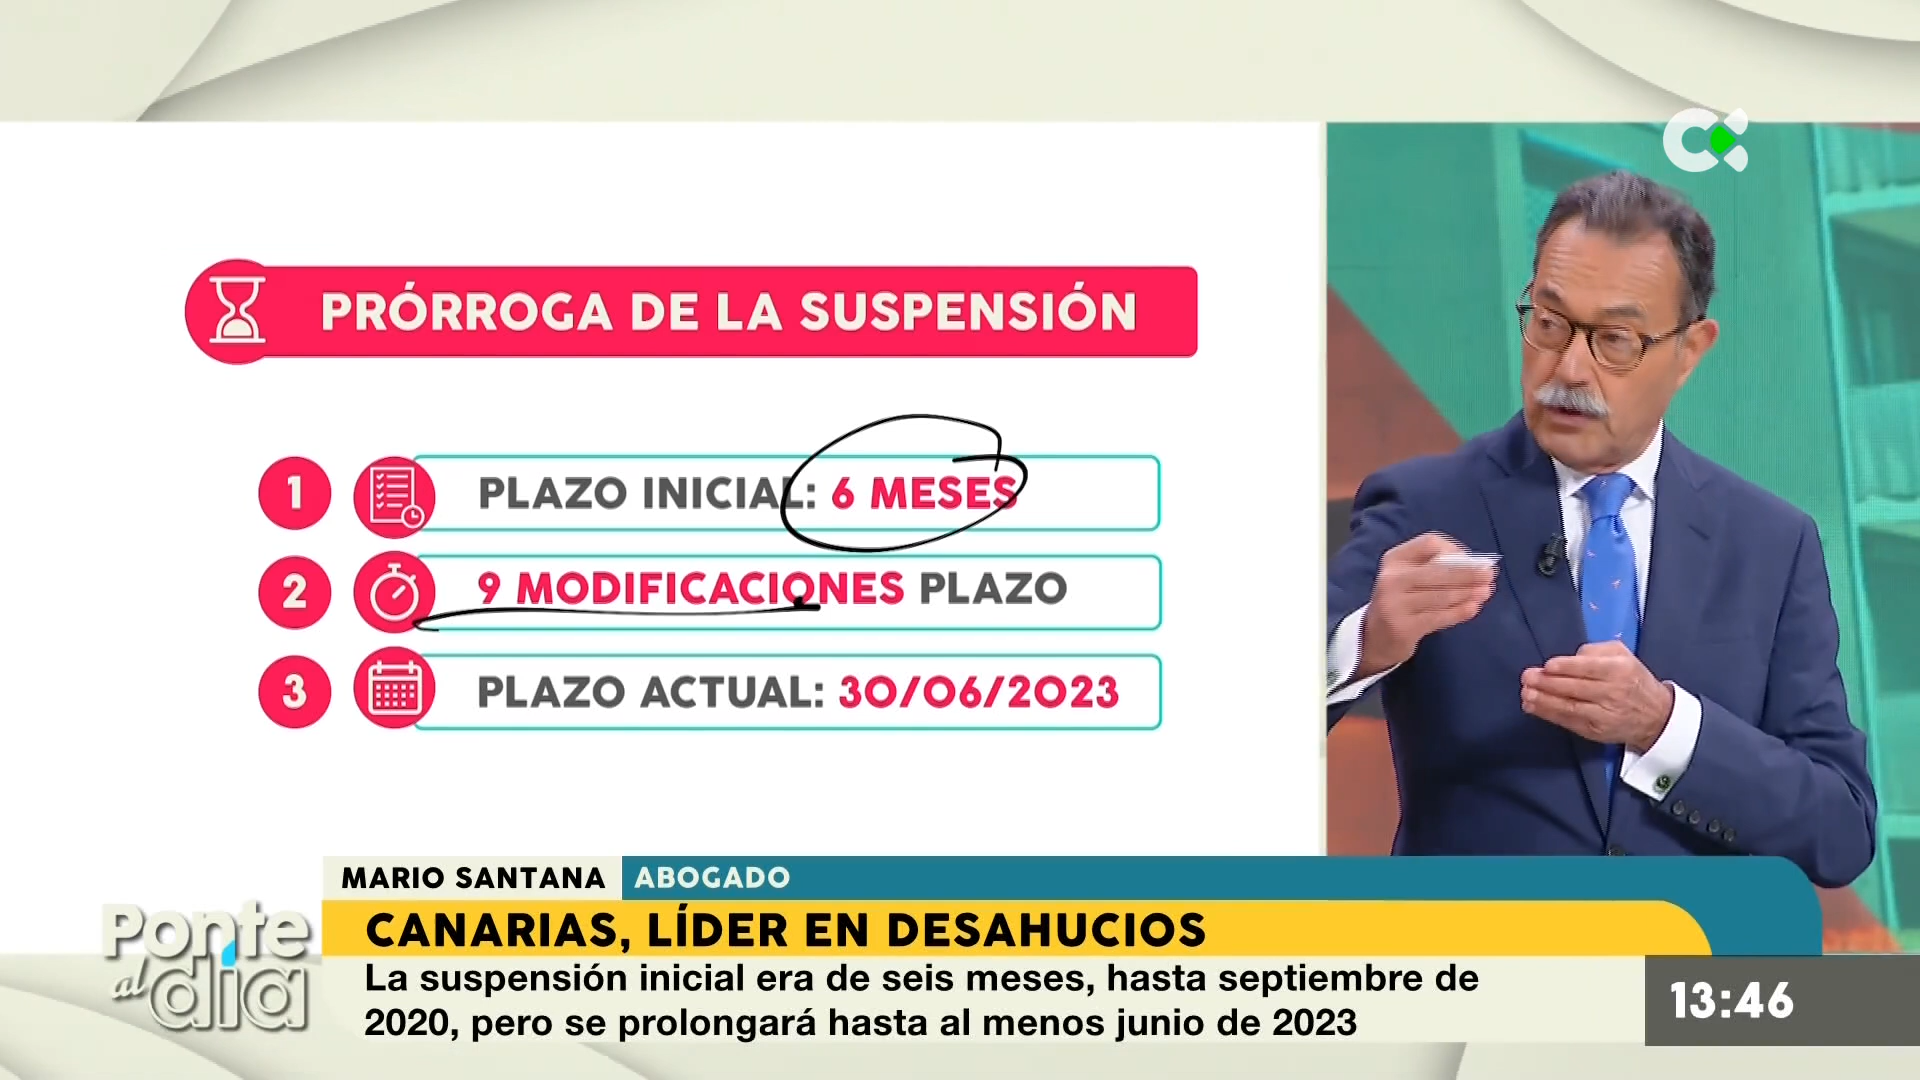 PRÓRROGA DE LA SUSPENSIÓN
1 PLAZO INICIAL: 6 MESES
2 9 MODIFICACIONES PLAZO
3 PLAZO ACTUAL: 30/06/2023
MARIO SANTANA ABOGADO
CANARIAS, LÍDER EN DESAHUCIOS
Ponte
al día
La suspensión inicial era de seis meses, hasta septiembre de
2020, pero se prolongará hasta al menos junio de 2023
13:46